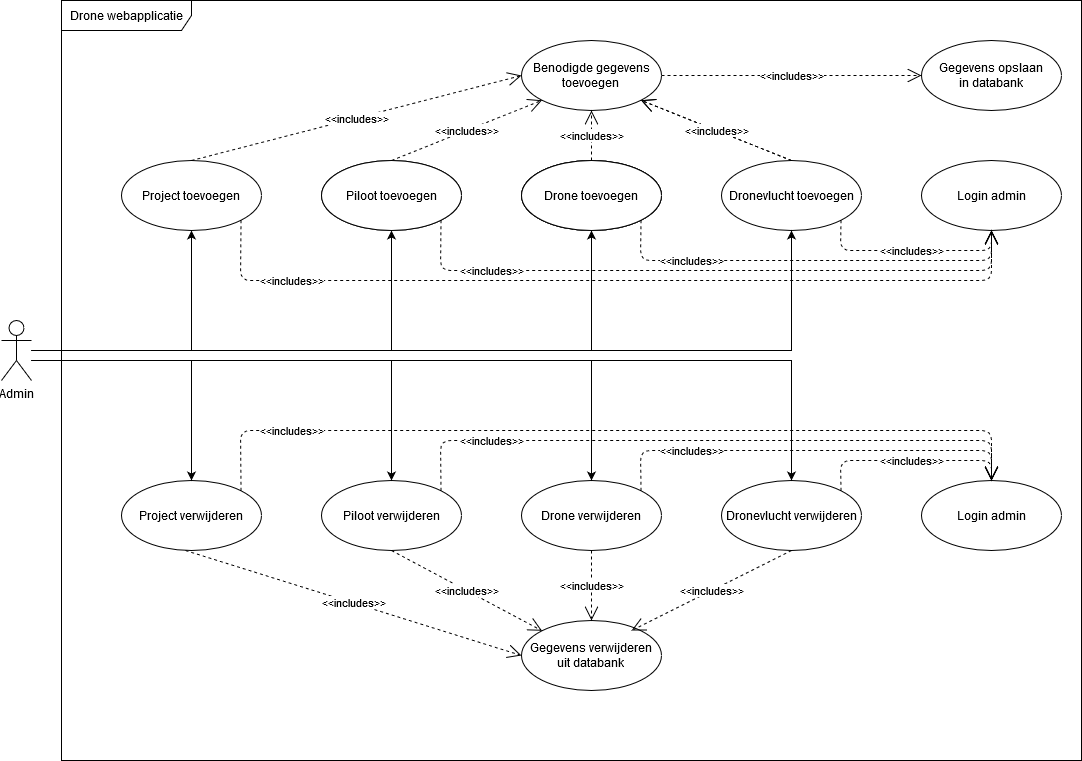 Drone webapplicatie
Benodigde gegevens
toevoegen
<<includes>>
Gegevens opslaan
in databank
<<includes>>
<<includes>>
<<includes>>
<<includes>>
Project toevoegen
Piloot toevoegen
Drone toevoegen
Dronevlucht toevoegen
Login admin
<<includes>>
<<includes>>
<<includes>>
<<includes>>
Admin
<<includes>>
<<includes>>
<<includes>>
<<includes>>
Project verwijderen
Piloot verwijderen
Drone verwijderen
Dronevlucht verwijderen
Login admin
<<includes>>
<<includes>>
<<includes>>
<<includes>>
Gegevens verwijderen
uit databank